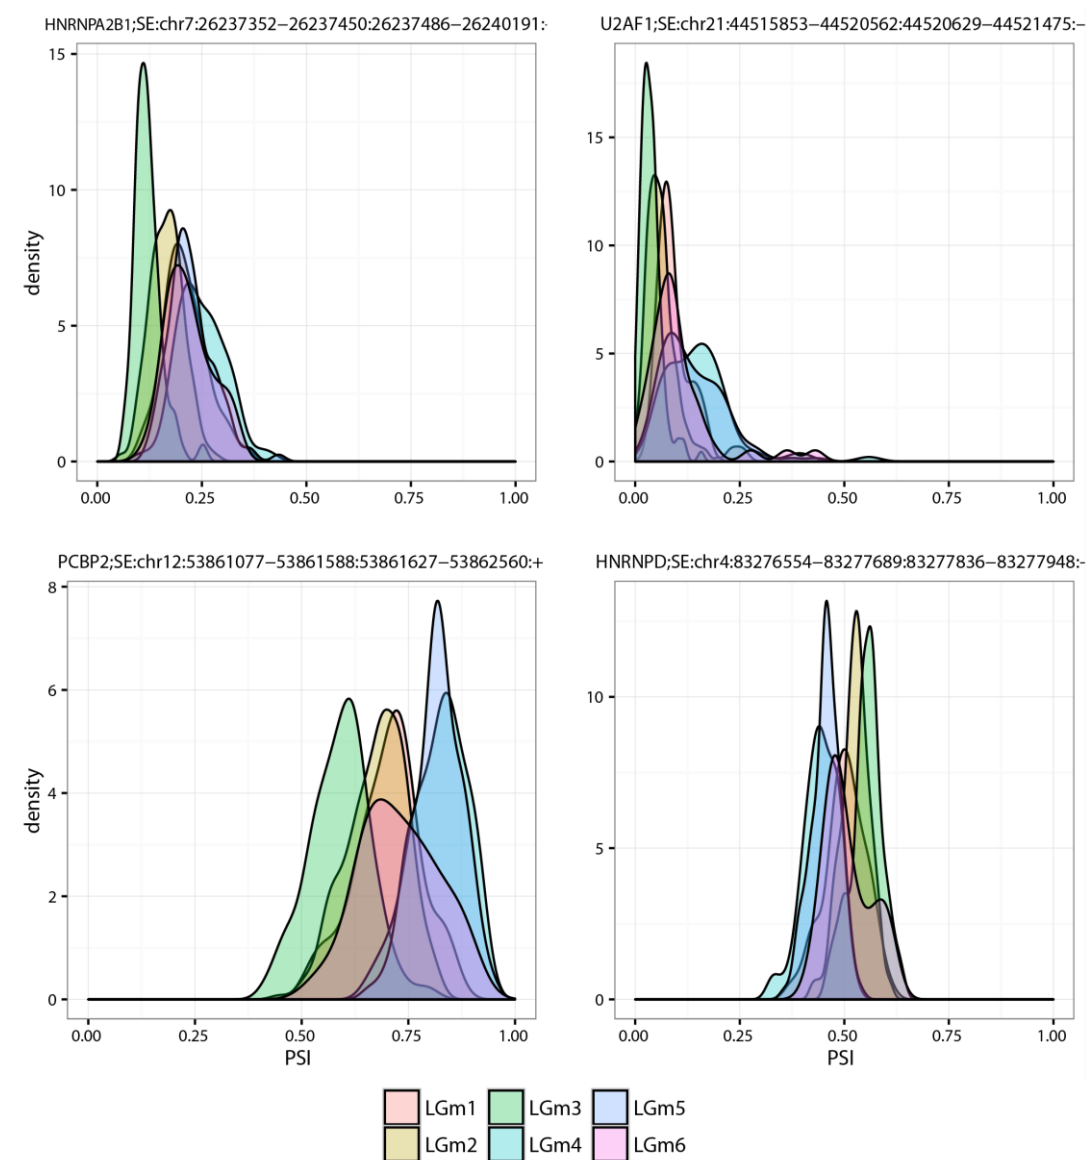 HNRNPA2B1;SE:chr7:26237352−26237450:26237486−26240191:-
U2AF1;SE:chr21:44515853−44520562:44520629−44521475:-
15
10
5
0
density
0.00 0.25 0.50 0.75 1.00
15
10
5
0
0.00 0.25 0.50 0.75 1.00
PCBP2;SE:chr12:53861077−53861588:53861627−53862560:+
HNRNPD;SE:chr4:83276554−83277689:83277836−83277948:-
8
6
4
2
0
density
0.00 0.25 0.50 0.75 1.00
PSI
10
5
0
0.00 0.25 0.50 0.75 1.00
PSI
LGm1 LGm3 LGm5
LGm2 LGm4 LGm6